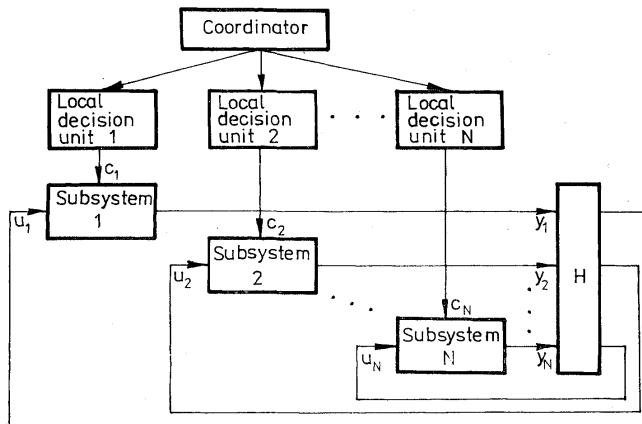 Coordinator
Local
decision
unit 1
Local
decision
unit 2
Local
decision
unit N
c1
Subsystem
1
u1
y1
c2
Subsystem
2
u2
y2
H
cN
Subsystem
N
uN
yN